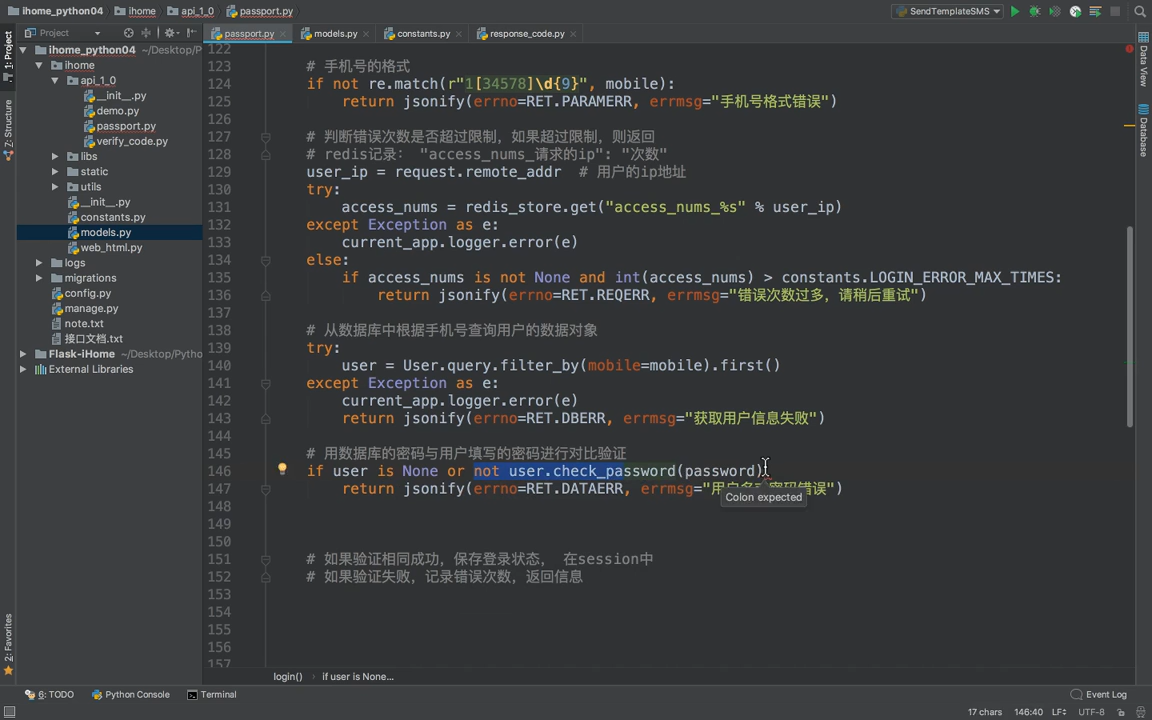 ihome_python04 ihome api_1_0 passport.py SendTemplateSMS
Project passport.py models.py constants.py response_code.py
1: Project
Z: Structure
2: Favorites
Data View
Database
ihome_python04 ~/Desktop/P
ihome
api_1_0
__init__.py
demo.py
passport.py
verify_code.py
libs
static
utils
__init__.py
constants.py
models.py
web_html.py
logs
migrations
config.py
manage.py
note.txt
接口文档.txt
Flask-iHome ~/Desktop/Pytho
External Libraries
122
123 # 手机号的格式
124 if not re.match(r"1[34578]\d{9}", mobile):
125 return jsonify(errno=RET.PARAMERR, errmsg="手机号格式错误")
126
127 # 判断错误次数是否超过限制，如果超过限制，则返回
128 # redis记录： "access_nums_请求的ip": "次数"
129 user_ip = request.remote_addr # 用户的ip地址
130 try:
131 access_nums = redis_store.get("access_nums_%s" % user_ip)
132 except Exception as e:
133 current_app.logger.error(e)
134 else:
135 if access_nums is not None and int(access_nums) > constants.LOGIN_ERROR_MAX_TIMES:
136 return jsonify(errno=RET.REQERR, errmsg="错误次数过多，请稍后重试")
137
138 # 从数据库中根据手机号查询用户的数据对象
139 try:
140 user = User.query.filter_by(mobile=mobile).first()
141 except Exception as e:
142 current_app.logger.error(e)
143 return jsonify(errno=RET.DBERR, errmsg="获取用户信息失败")
144
145 # 用数据库的密码与用户填写的密码进行对比验证
146 if user is None or not user.check_password(password)
147 return jsonify(errno=RET.DATAERR, errmsg="用户名或密码错误")
Colon expected
148
149
150
151 # 如果验证相同成功，保存登录状态， 在session中
152 # 如果验证失败，记录错误次数，返回信息
153
154
155
156
157
login() if user is None...
6: TODO Python Console Terminal Event Log
17 chars 146:40 LF UTF-8